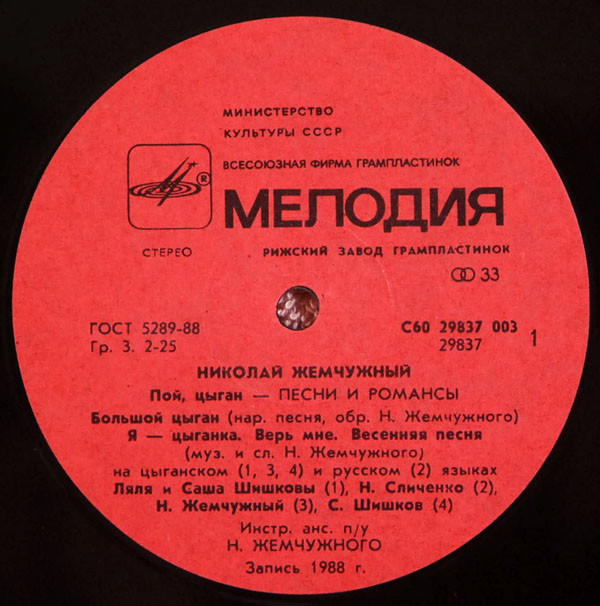 МИНИСТЕРСТВО
КУЛЬТУРЫ СССР
ВСЕСОЮЗНАЯ ФИРМА ГРАМПЛАСТИНОК
®
МЕЛОДИЯ
СТЕРЕО
РИЖСКИЙ ЗАВОД ГРАМПЛАСТИНОК
33
ГОСТ 5289-88
Гр. 3. 2-25
С60 29837 003
29837
1
НИКОЛАЙ ЖЕМЧУЖНЫЙ
Пой, цыган — ПЕСНИ И РОМАНСЫ
Большой цыган (нар. песня, обр. Н. Жемчужного)
Я — цыганка. Верь мне. Весенняя песня
(муз. и сл. Н. Жемчужного)
на цыганском (1, 3, 4) и русском (2) языках
Ляля и Саша Шишковы (1), Н. Сличенко (2),
Н. Жемчужный (3), С. Шишков (4)
Инстр. анс. п/у
Н. ЖЕМЧУЖНОГО
Запись 1988 г.